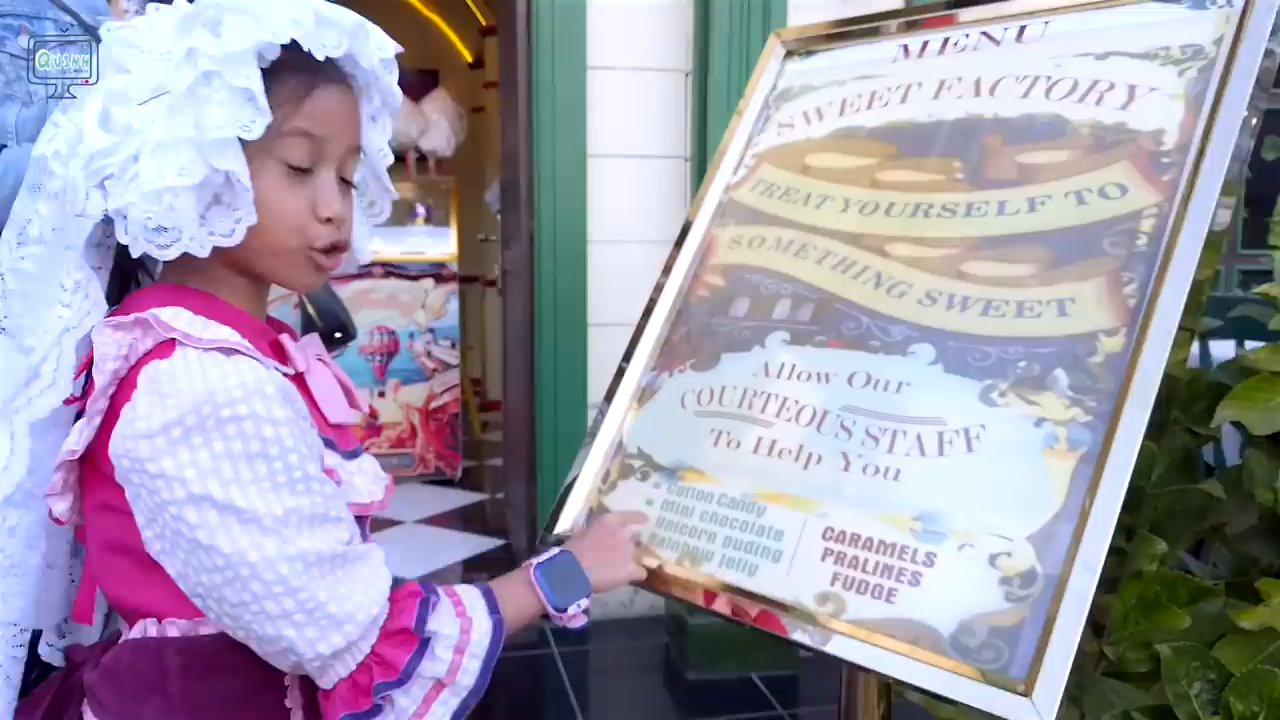 Quinn
MENU
SWEET FACTORY
TREAT YOURSELF TO
SOMETHING SWEET
Allow Our
COURTEOUS STAFF
To Help You
• Cotton Candy
• Mini chocolate
• Unicorn puding
Rainbow Jelly
CARAMELS
PRALINES
FUDGE